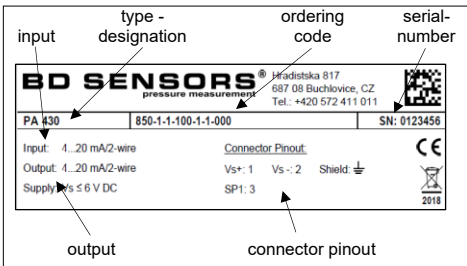 input
type -
designation
ordering
code
serial-
number
BD SENSORS®
pressure measurement
Hradistska 817
687 08 Buchlovice, CZ
Tel.: +420 572 411 011
PA 430 850-1-1-100-1-1-000 SN: 0123456
Input: 4...20 mA/2-wire
Output: 4...20 mA/2-wire
Supply: Vs ≤ 6 V DC
Connector Pinout:
Vs+: 1 Vs -: 2 Shield:
SP1: 3
CE
2018
output
connector pinout